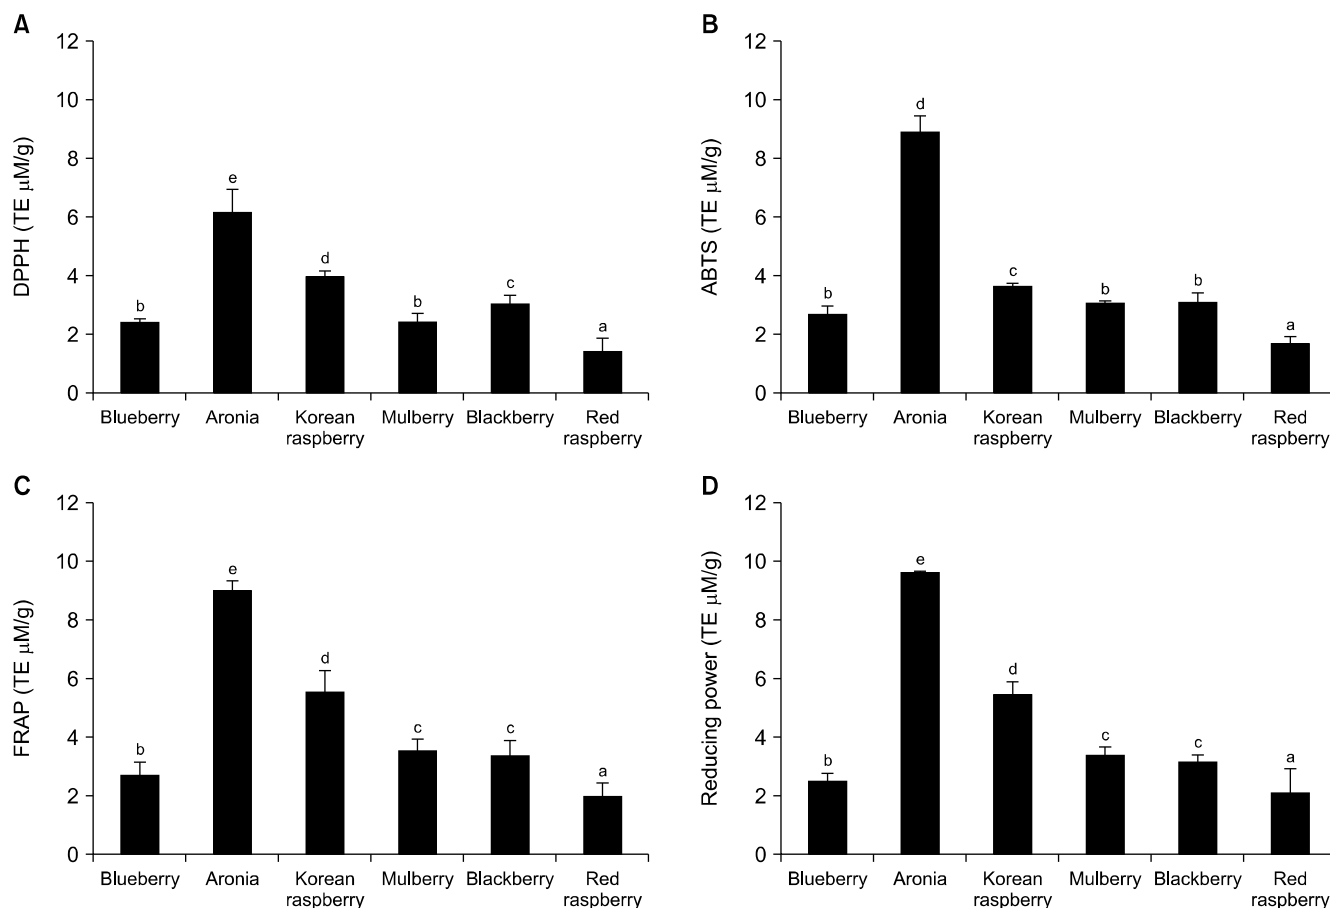 A
DPPH (TE μM/g)
12
10
8
6
4
2
0
b
e
d
b
c
a
Blueberry Aronia Korean raspberry Mulberry Blackberry Red raspberry
B
ABTS (TE μM/g)
12
10
8
6
4
2
0
b
d
c
b
b
a
Blueberry Aronia Korean raspberry Mulberry Blackberry Red raspberry
C
FRAP (TE μM/g)
12
10
8
6
4
2
0
b
e
d
c
c
a
Blueberry Aronia Korean raspberry Mulberry Blackberry Red raspberry
D
Reducing power (TE μM/g)
12
10
8
6
4
2
0
b
e
d
c
c
a
Blueberry Aronia Korean raspberry Mulberry Blackberry Red raspberry